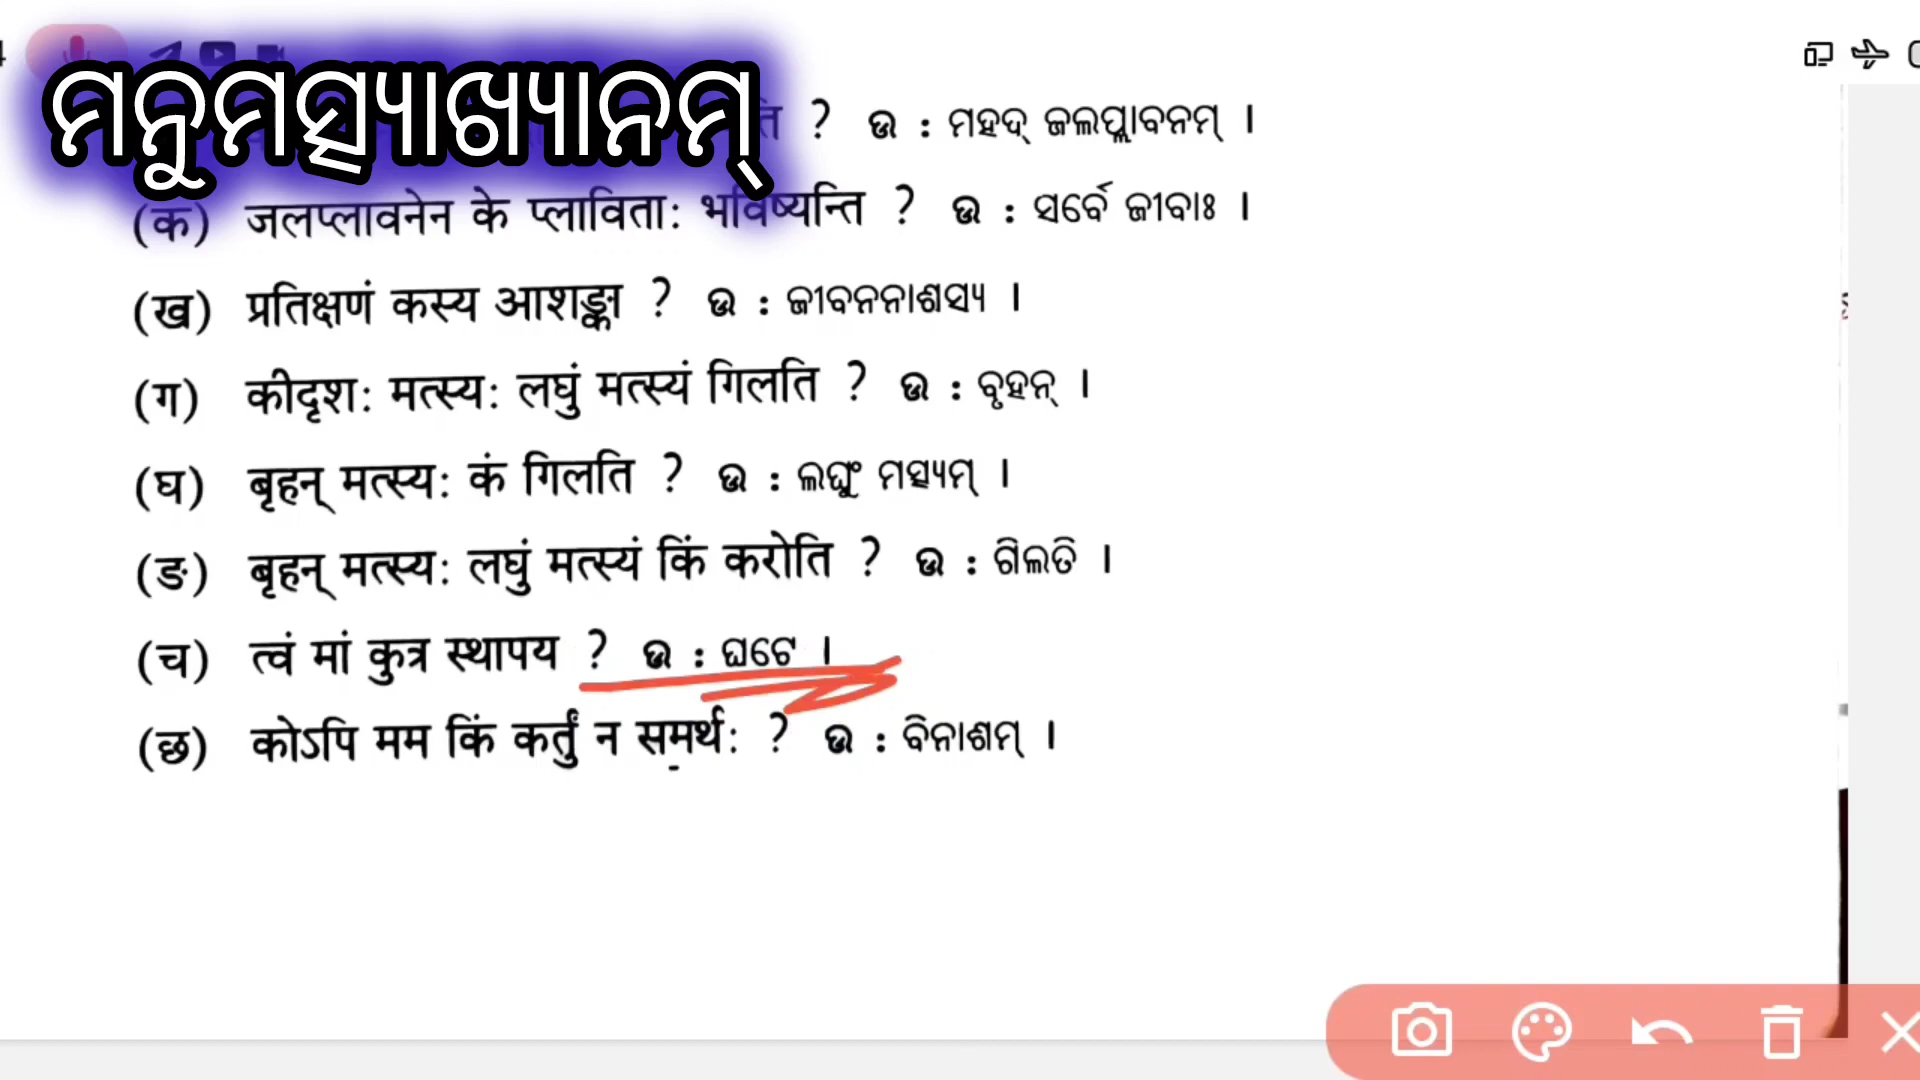 ମନୁମତ୍ସ୍ୟାଖ୍ୟାନମ୍
? ଉ : ମହଦ୍ ଜଲପ୍ଲାବନମ୍ ।
(क) जलप्लावनेन के प्लाविताः भविष्यन्ति ? ଉ : ସର୍ବେ ଜୀବାଃ ।
(ख) प्रतिक्षणं कस्य आशङ्का ? ଉ : ଜୀବନନାଶସ୍ୟ ।
(ग) कीदृशः मत्स्यः लघुं मत्स्यं गिलति ? ଉ : ବୃହନ୍ ।
(घ) बृहन् मत्स्यः कं गिलति ? ଉ : ଲଘୁଂ ମତ୍ସ୍ୟମ୍ ।
(ङ) बृहन् मत्स्यः लघुं मत्स्यं किं करोति ? ଉ : ଗିଲତି ।
(च) त्वं मां कुत्र स्थापय ? ଉ : ଘଟେ ।
(छ) कोऽपि मम किं कर्तुं न समर्थः ? ଉ : ବିନାଶମ୍ ।